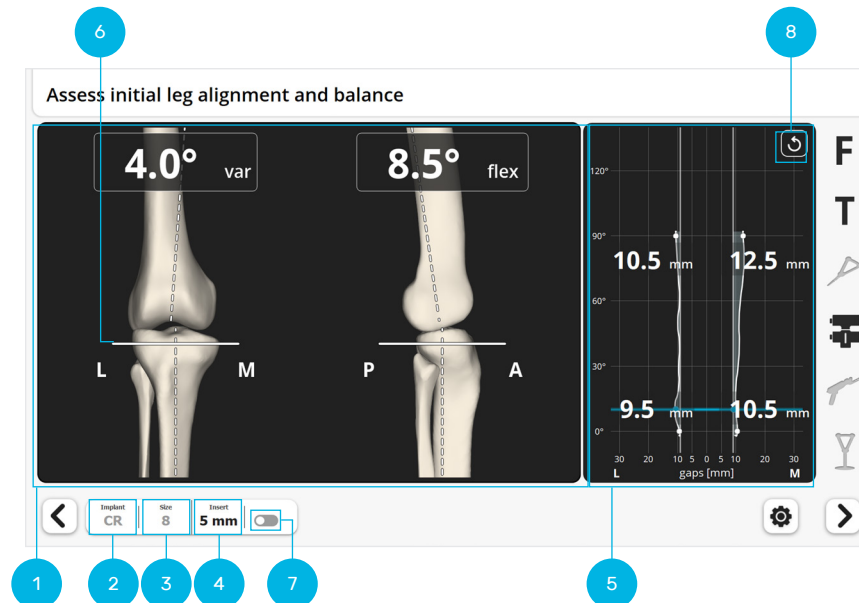 6
8
Assess initial leg alignment and balance
4.0° var
8.5° flex
F
T
120°
90°
10.5 mm
12.5 mm
60°
L M
P A
30°
9.5 mm
10.5 mm
0°
30 20 10 5 0 5 10 20 30
L gaps [mm] M
Implant
CR
Size
8
Insert
5 mm
1
2
3
4
7
5